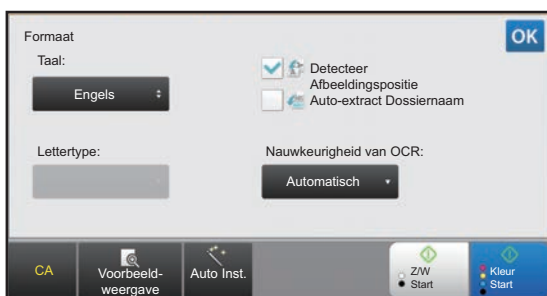 Formaat
OK
Taal:
Engels
Detecteer
Afbeeldingspositie
Auto-extract Dossiernaam
Lettertype:
Nauwkeurigheid van OCR:
Automatisch
CA
Voorbeeld-
weergave
Auto Inst.
Z/W
Start
Kleur
Start